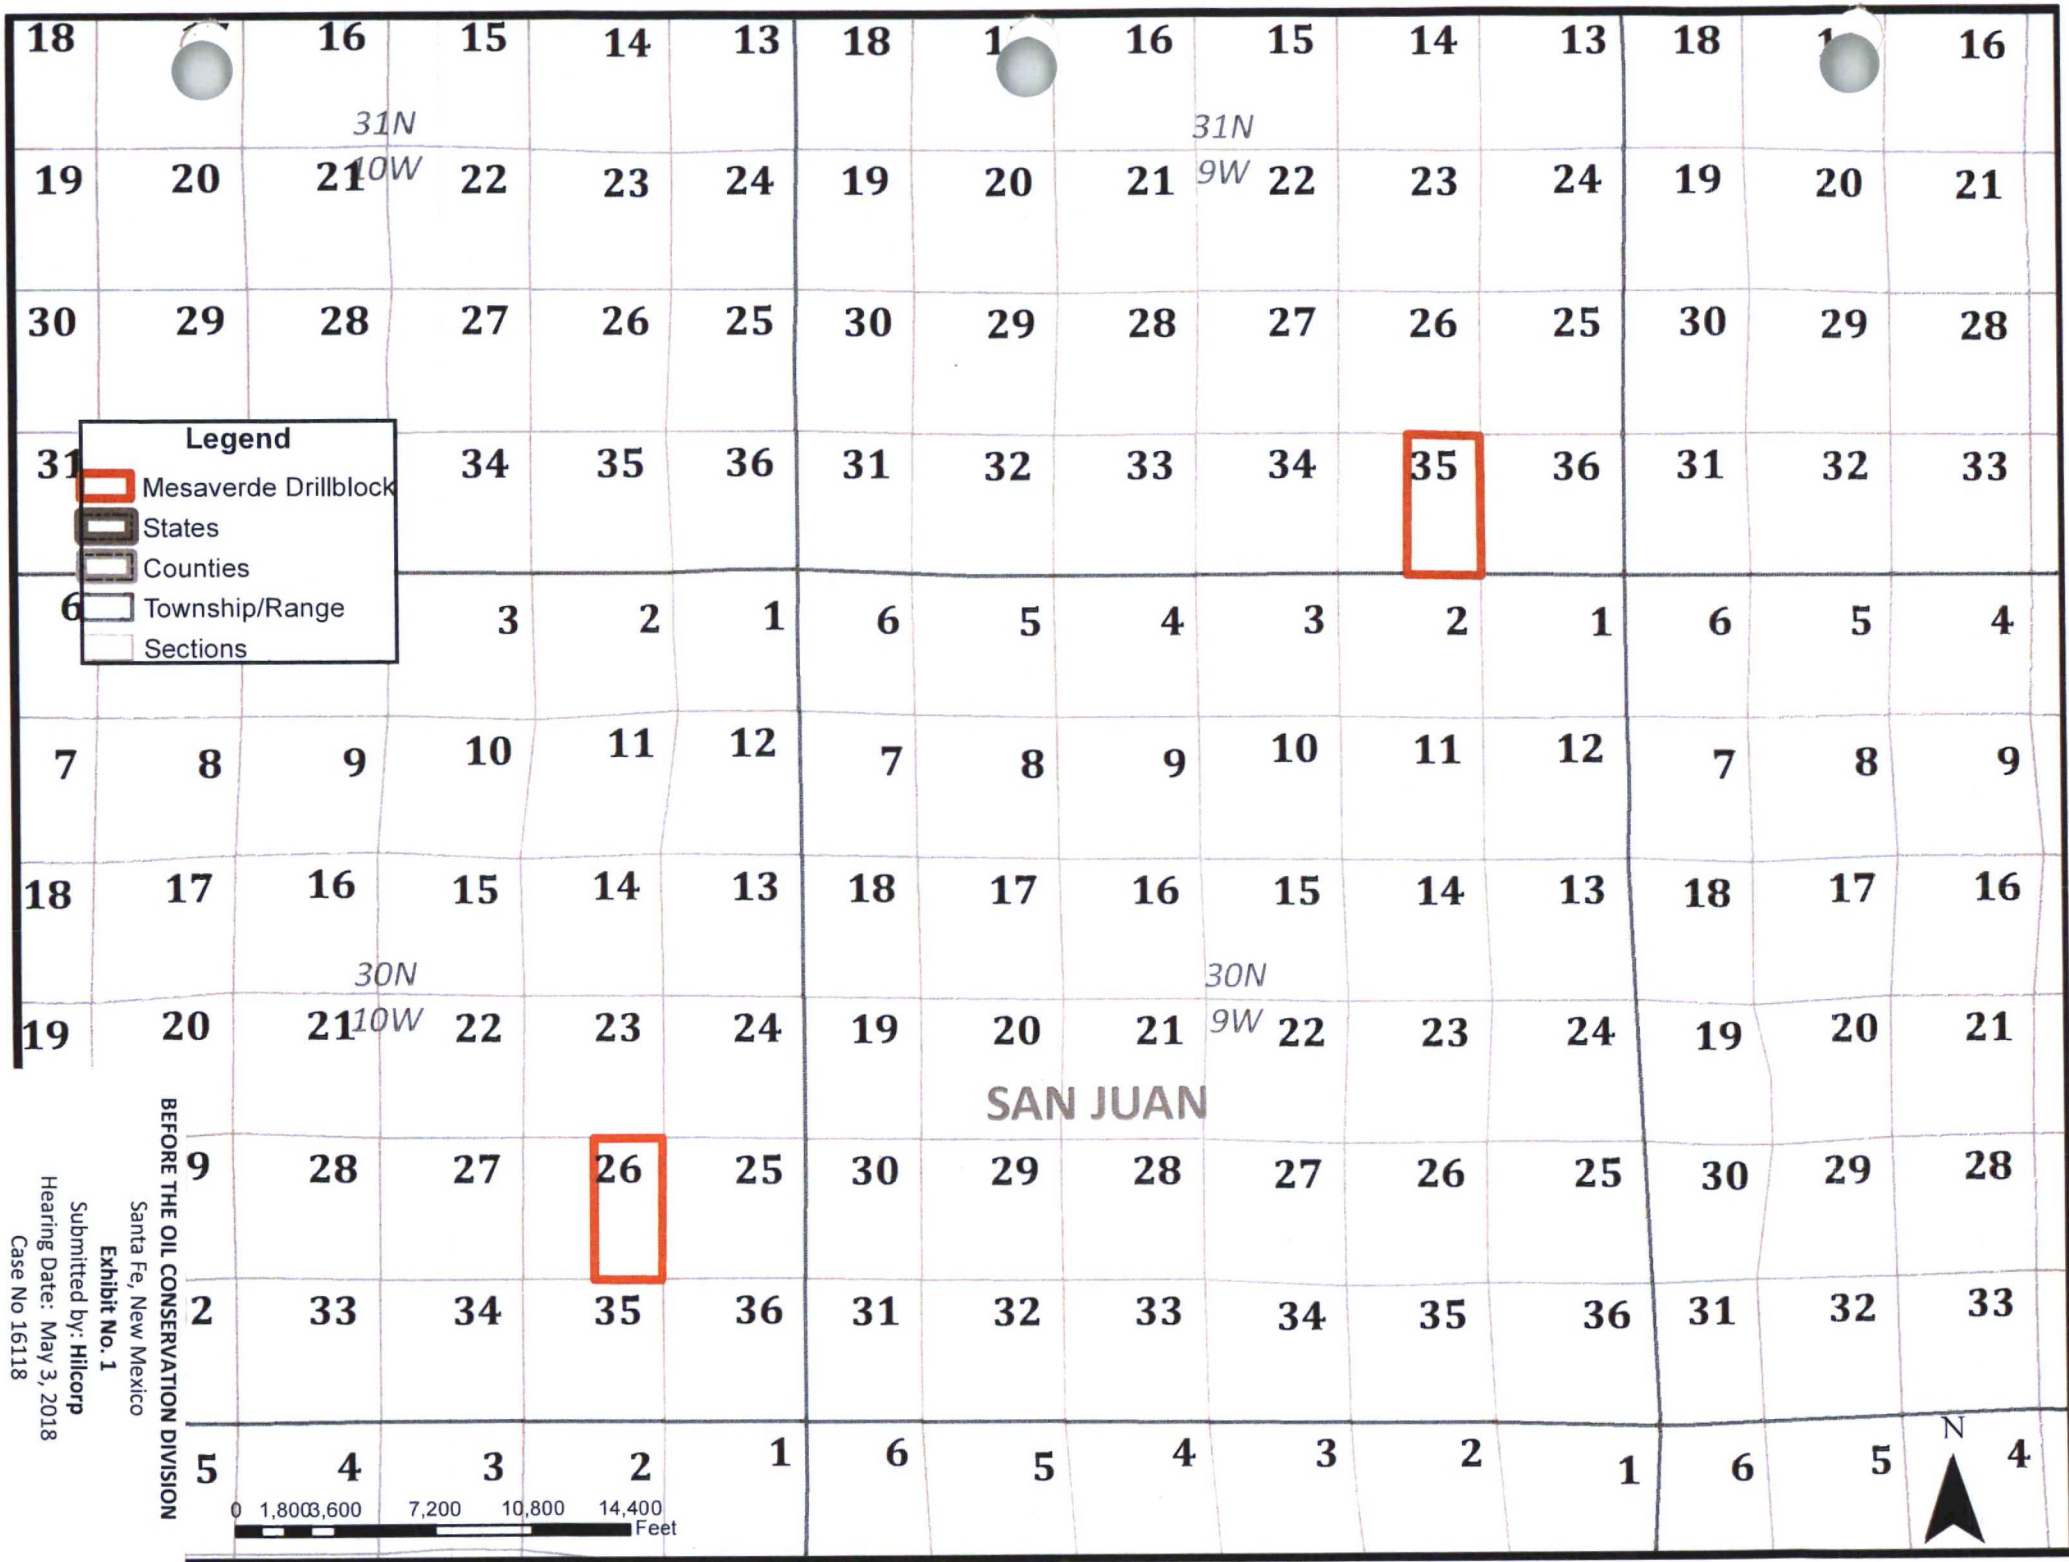 18 16 15 14 13 18 16 15 14 13 18 16
31N 31N
10W 9W
19 20 21 22 23 24 19 20 21 22 23 24 19 20 21
30 29 28 27 26 25 30 29 28 27 26 25 30 29 28
Legend
Mesaverde Drillblock
States
Counties
Township/Range
Sections
31 34 35 36 31 32 33 34 35 36 31 32 33
6 3 2 1 6 5 4 3 2 1 6 5 4
7 8 9 10 11 12 7 8 9 10 11 12 7 8 9
18 17 16 15 14 13 18 17 16 15 14 13 18 17 16
30N 30N
10W 9W
19 20 21 22 23 24 19 20 21 22 23 24 19 20 21
SAN JUAN
9 28 27 26 25 30 29 28 27 26 25 30 29 28
2 33 34 35 36 31 32 33 34 35 36 31 32 33
5 4 3 2 1 6 5 4 3 2 1 6 5 4
N
0 1,800 3,600 7,200 10,800 14,400
Feet
BEFORE THE OIL CONSERVATION DIVISION
Santa Fe, New Mexico
Exhibit No. 1
Submitted by: Hilcorp
Hearing Date: May 3, 2018
Case No 16118